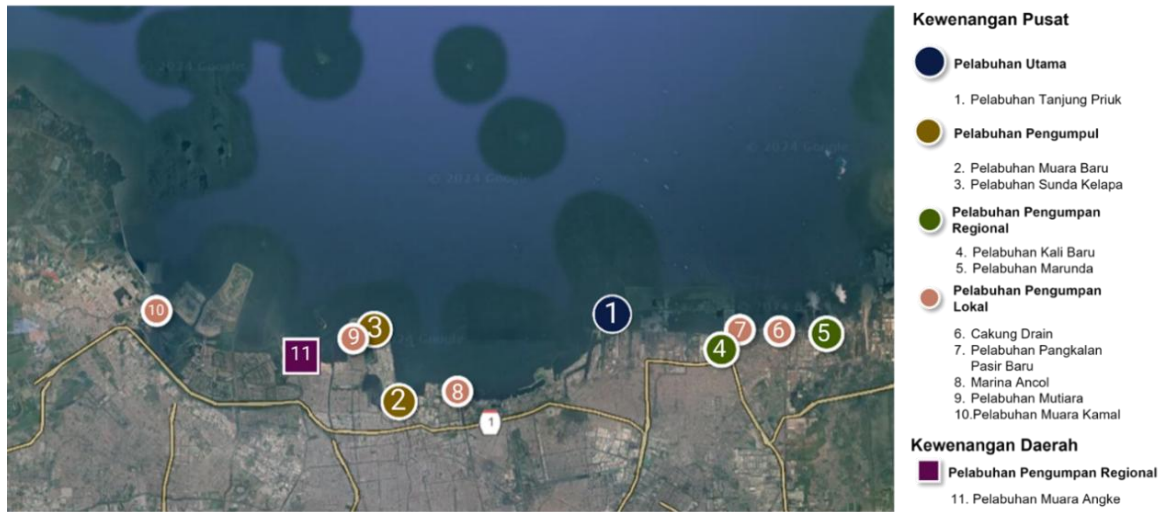 © 2024 Google
© 2024 Google
© 2024 Google
10
11
9
3
2
8
1
1
4
7
6
5
Kewenangan Pusat
Pelabuhan Utama
1. Pelabuhan Tanjung Priuk
Pelabuhan Pengumpul
2. Pelabuhan Muara Baru
3. Pelabuhan Sunda Kelapa
Pelabuhan Pengumpan
Regional
4. Pelabuhan Kali Baru
5. Pelabuhan Marunda
Pelabuhan Pengumpan
Lokal
6. Cakung Drain
7. Pelabuhan Pangkalan
Pasir Baru
8. Marina Ancol
9. Pelabuhan Mutiara
10.Pelabuhan Muara Kamal
Kewenangan Daerah
Pelabuhan Pengumpan Regional
11. Pelabuhan Muara Angke